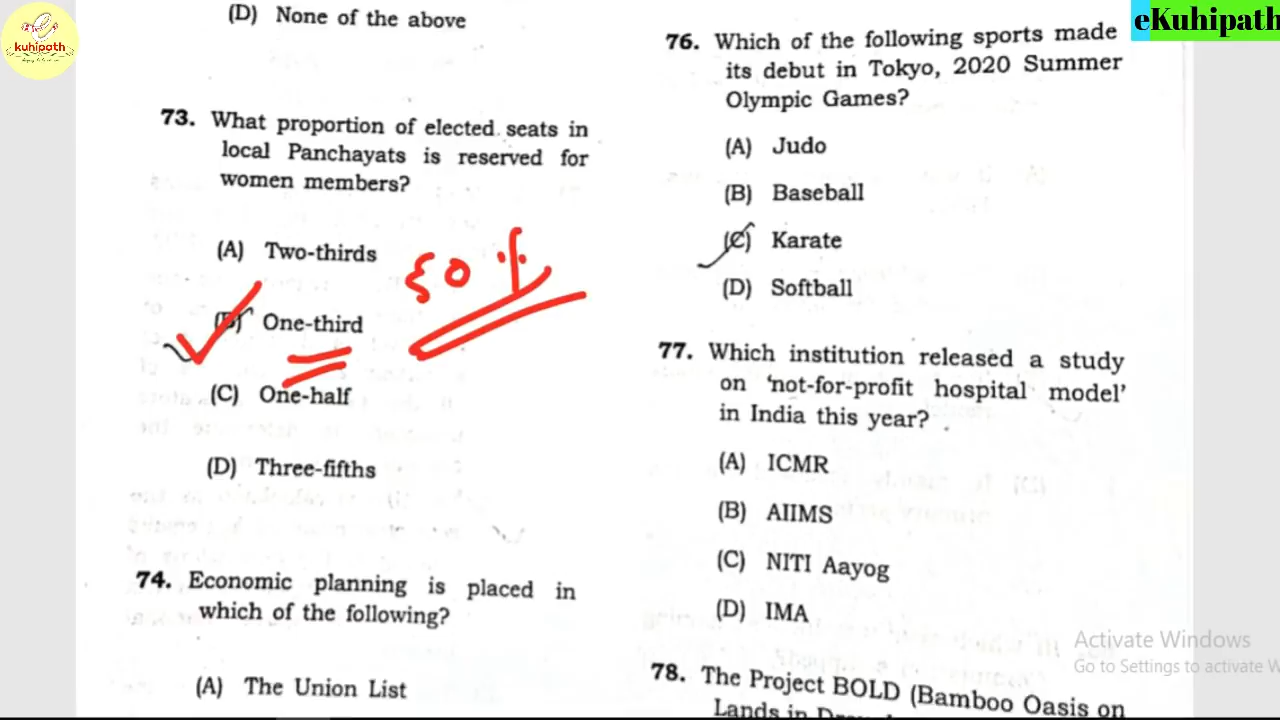 kuhipath
eKuhipath
(D) None of the above
73. What proportion of elected seats in
local Panchayats is reserved for
women members?
(A) Two-thirds
50%
(B) One-third
(C) One-half
(D) Three-fifths
74. Economic planning is placed in
which of the following?
(A) The Union List
76. Which of the following sports made
its debut in Tokyo, 2020 Summer
Olympic Games?
(A) Judo
(B) Baseball
(C) Karate
(D) Softball
77. Which institution released a study
on 'not-for-profit hospital model'
in India this year?
(A) ICMR
(B) AIIMS
(C) NITI Aayog
(D) IMA
78. The Project BOLD (Bamboo Oasis on
Lands in
Activate Windows
Go to Settings to activate